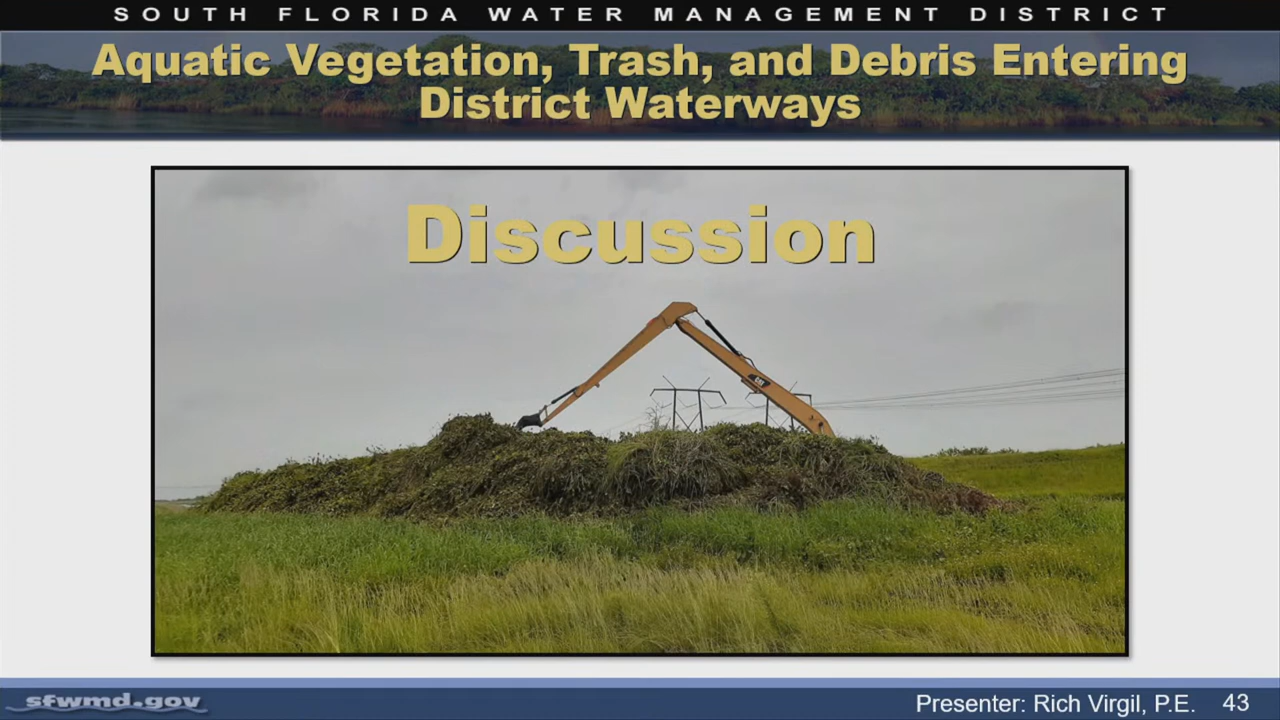 SOUTH FLORIDA WATER MANAGEMENT DISTRICT
Aquatic Vegetation, Trash, and Debris Entering
District Waterways
Discussion
CAT
sfwmd.gov
Presenter: Rich Virgil, P.E. 43